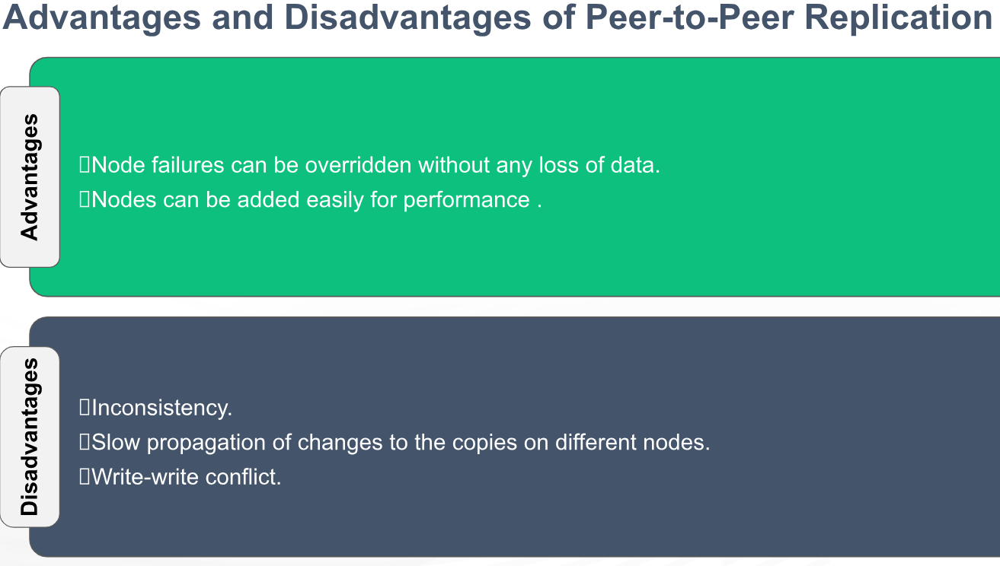 Advantages and Disadvantages of Peer-to-Peer Replication
Advantages
Node failures can be overridden without any loss of data.
Nodes can be added easily for performance .
Disadvantages
Inconsistency.
Slow propagation of changes to the copies on different nodes.
Write-write conflict.